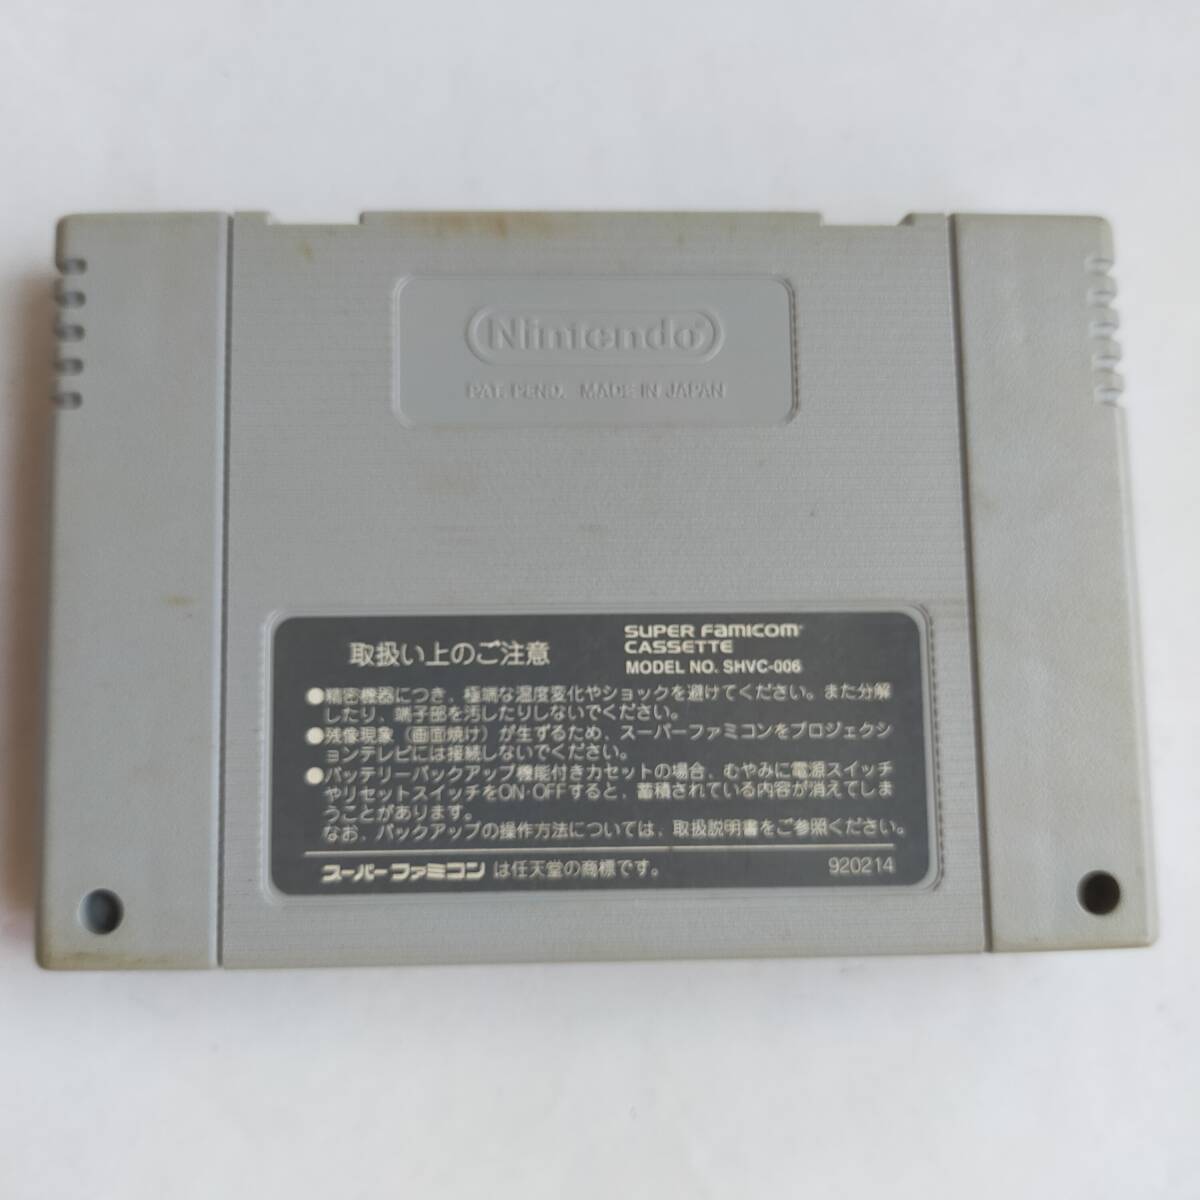 Nintendo
PAT. PEND. MADE IN JAPAN
取扱い上のご注意
SUPER Famicom
CASSETTE
MODEL NO. SHVC-006
●精密機器につき、極端な温度変化やショックを避けてください。また分解
したり、端子部を汚したりしないでください。
●残像現象（画面焼け）が生ずるため、スーパーファミコンをプロジェクシ
ョンテレビには接続しないでください。
●バッテリーバックアップ機能付きカセットの場合、むやみに電源スイッチ
やリセットスイッチをON・OFFすると、蓄積されている内容が消えてしま
うことがあります。
なお、バックアップの操作方法については、取扱説明書をご参照ください。
スーパーファミコン は任天堂の商標です。
920214